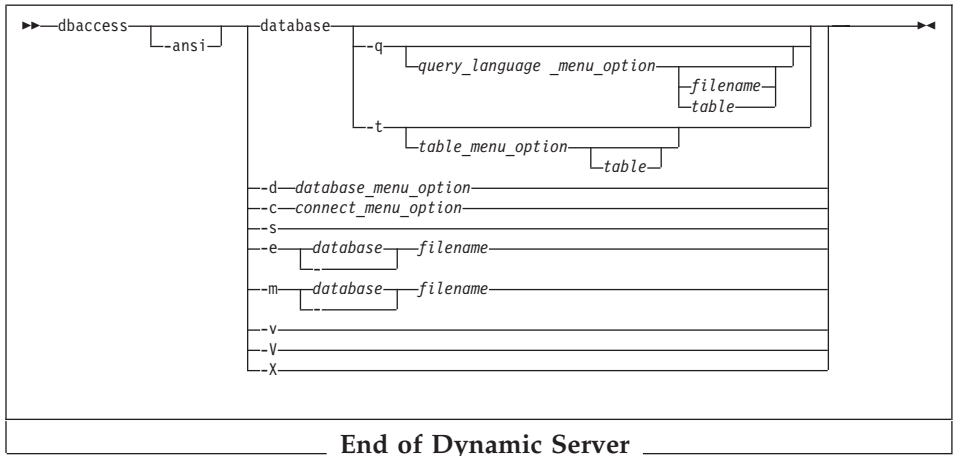 dbaccess database
-ansi -q
query_language _menu_option
filename
table
-t
table_menu_option
table
-d database_menu_option
-c connect_menu_option
-s
-e database filename
-
-m database filename
-
-v
-V
-X
End of Dynamic Server